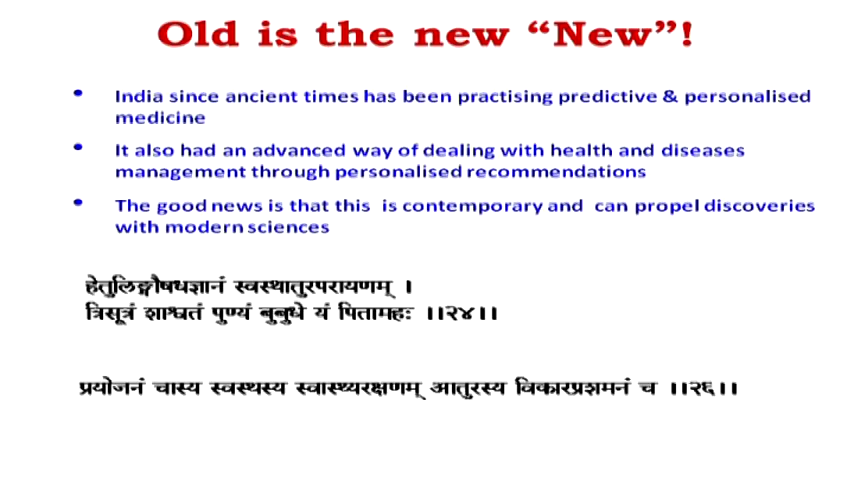 Old is the new “New”!
• India since ancient times has been practising predictive & personalised
medicine
• It also had an advanced way of dealing with health and diseases
management through personalised recommendations
• The good news is that this is contemporary and can propel discoveries
with modern sciences
हेतुलिङ्गौषधज्ञानं स्वस्थातुरपरायणम् ।
त्रिसूत्रं शाश्वतं पुण्यं बुबुधे यं पितामहः ।।२४।।
प्रयोजनं चास्य स्वस्थस्य स्वास्थ्यरक्षणम् आतुरस्य विकारप्रशमनं च ।।२६।।